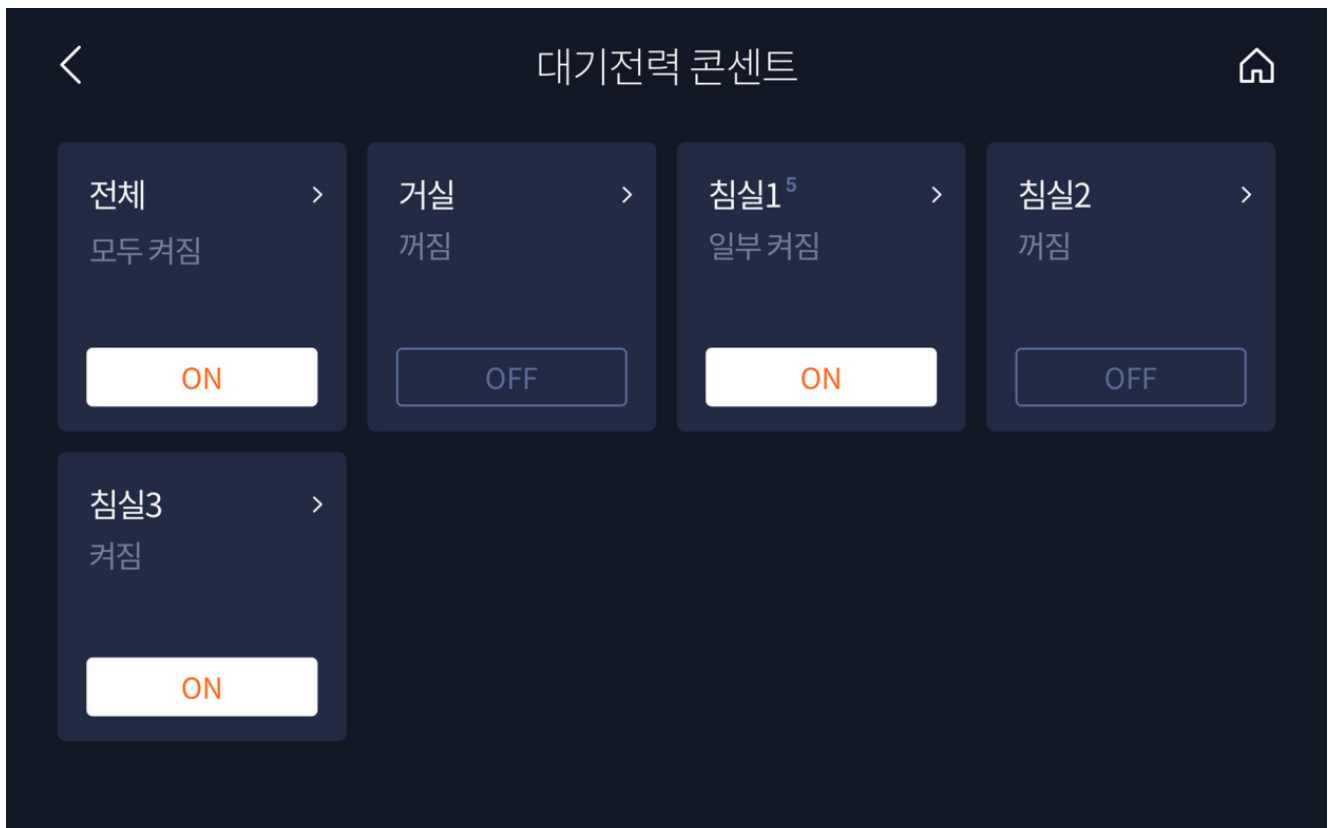 대기전력 콘센트
전체
모두 켜짐
ON
거실
꺼짐
OFF
침실1 5
일부 켜짐
ON
침실2
꺼짐
OFF
침실3
켜짐
ON